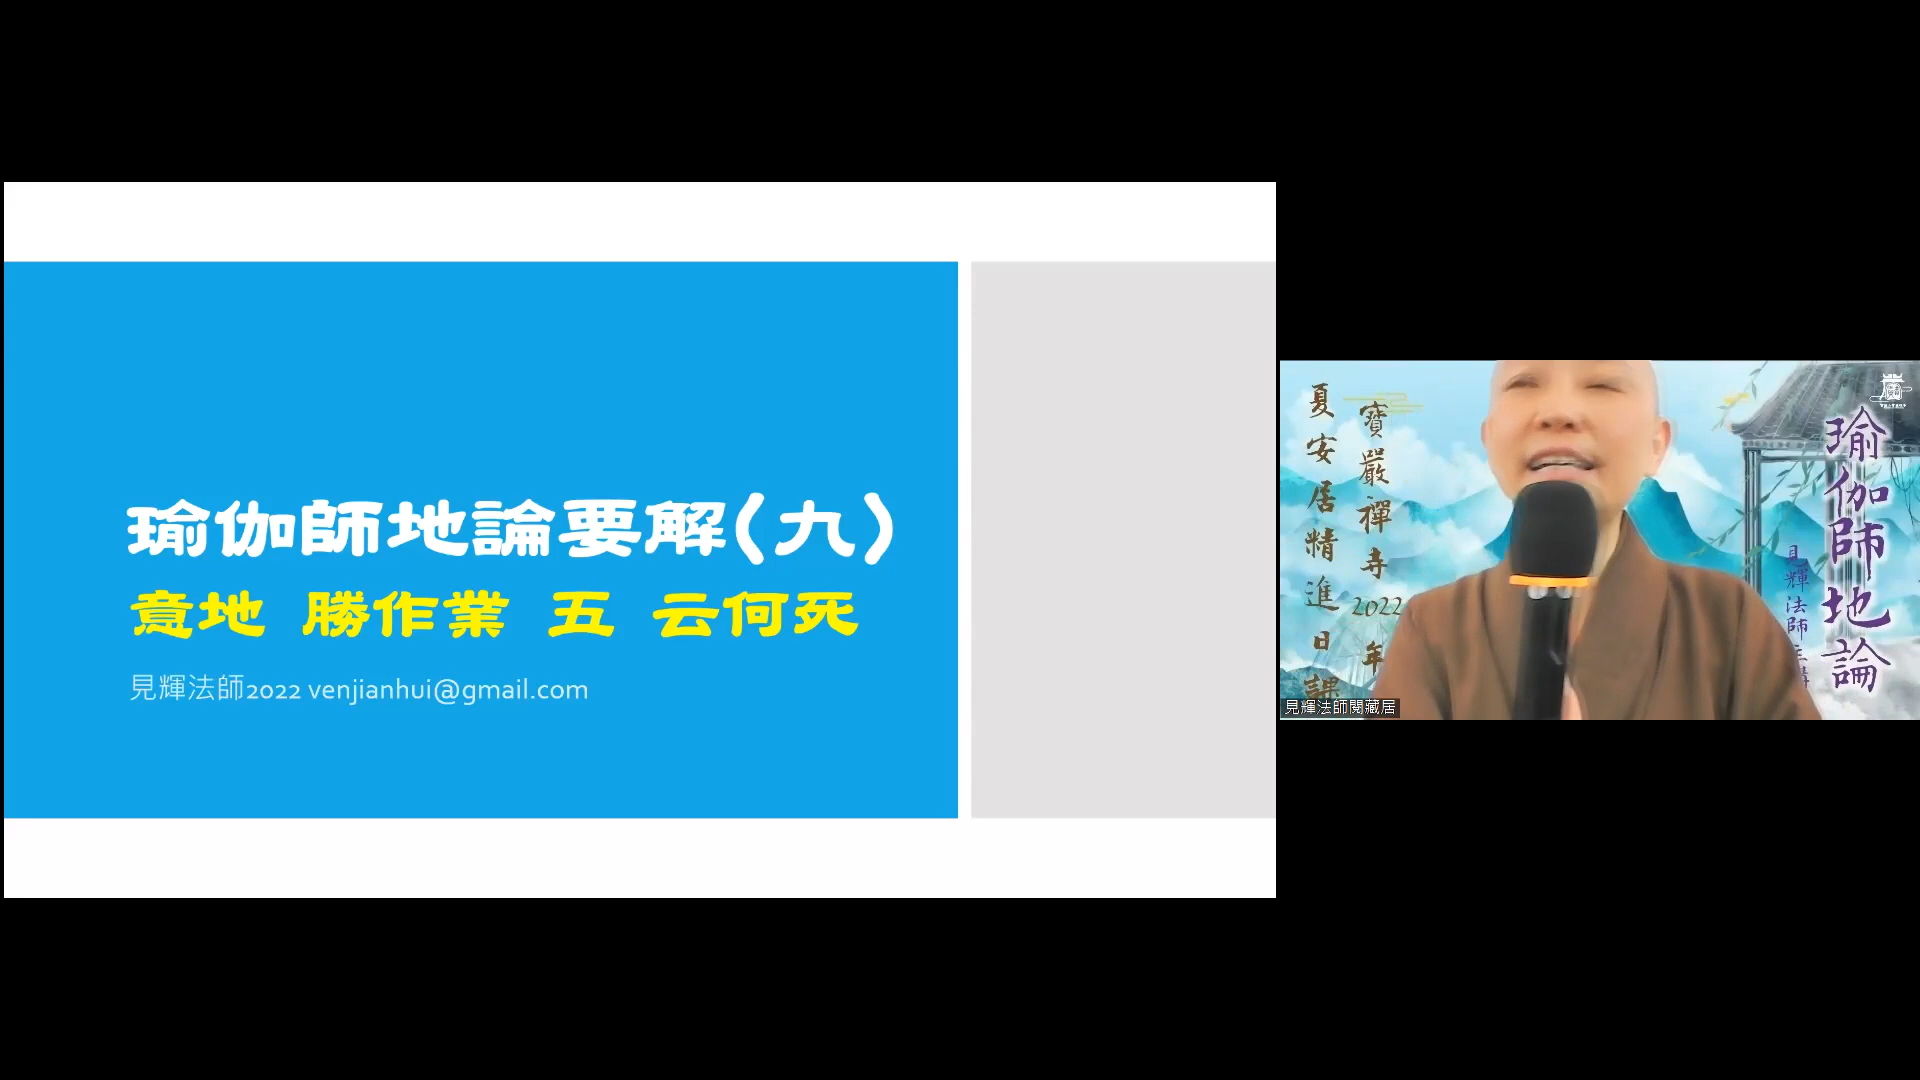 瑜伽師地論要解(九)
意地 勝作業 五 云何死
見輝法師2022 venjianhui@gmail.com
寶嚴禪寺2022年
夏安居精進日課
瑜伽師地論
見輝法師主講
見輝法師閱藏居